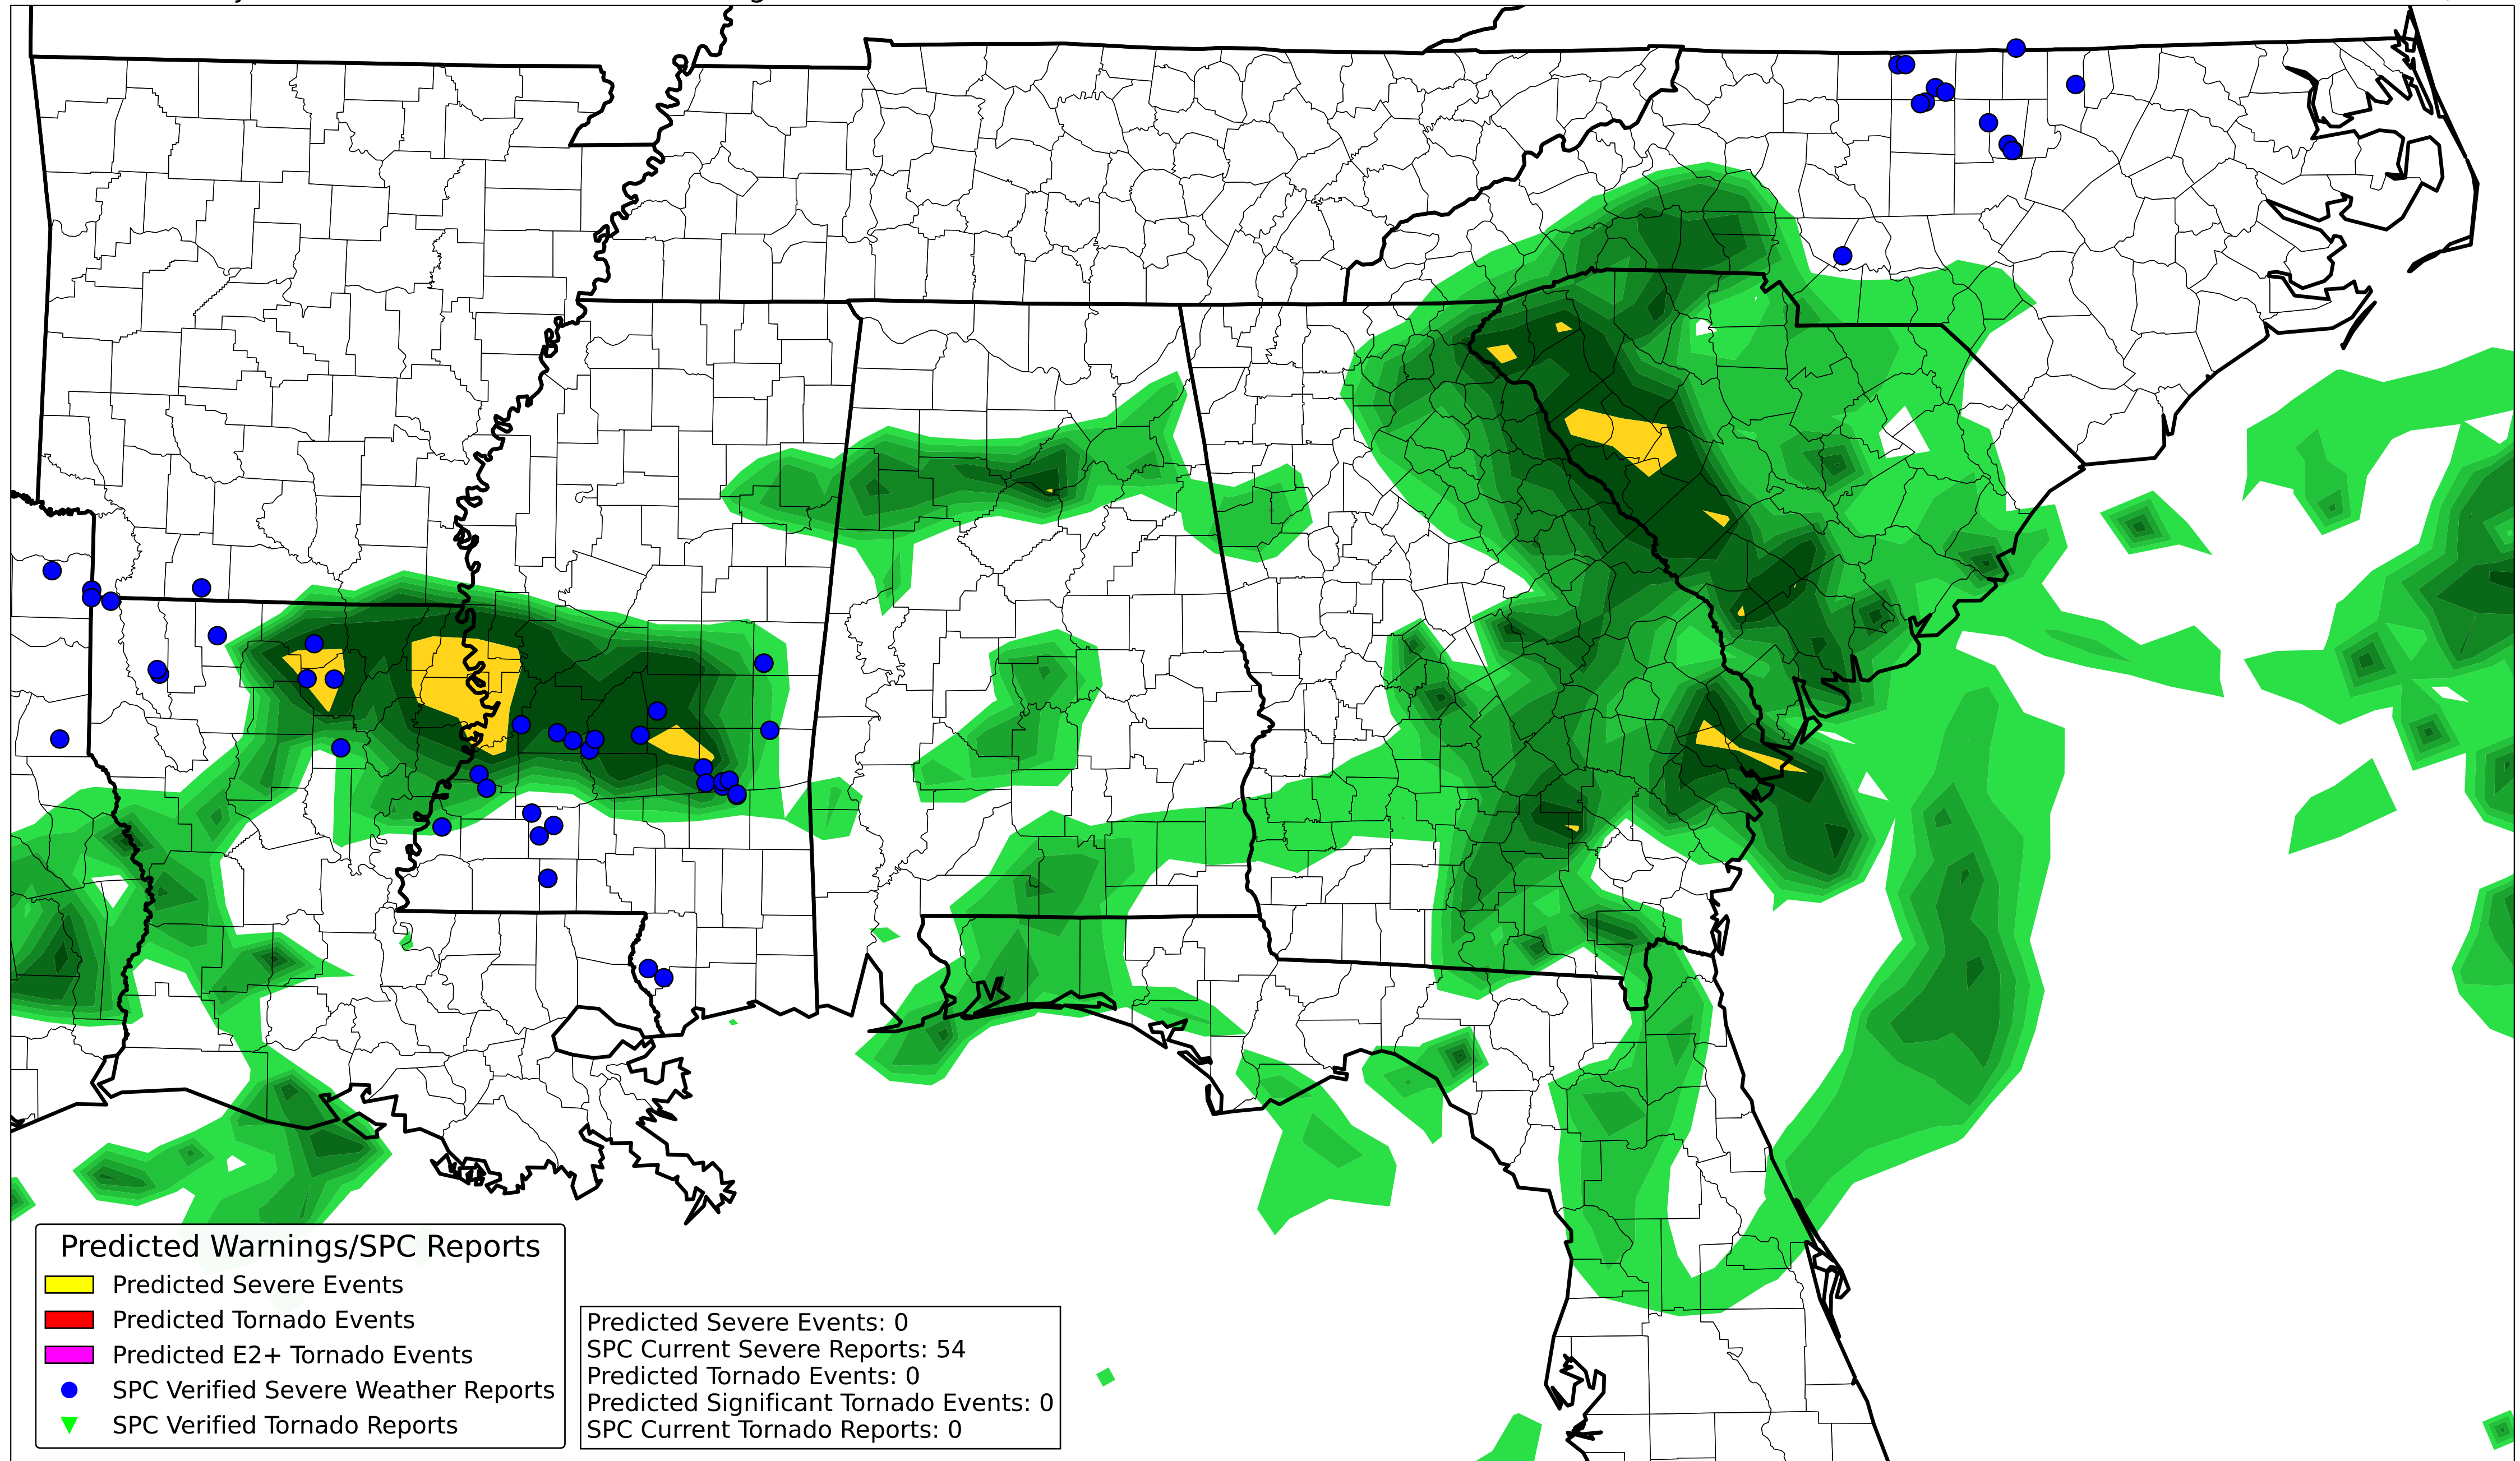 Predicted Warnings/SPC Reports
Predicted Severe Events
Predicted Tornado Events
Predicted E2+ Tornado Events
SPC Verified Severe Weather Reports
SPC Verified Tornado Reports
Predicted Severe Events: 0
SPC Current Severe Reports: 54
Predicted Tornado Events: 0
Predicted Significant Tornado Events: 0
SPC Current Tornado Reports: 0